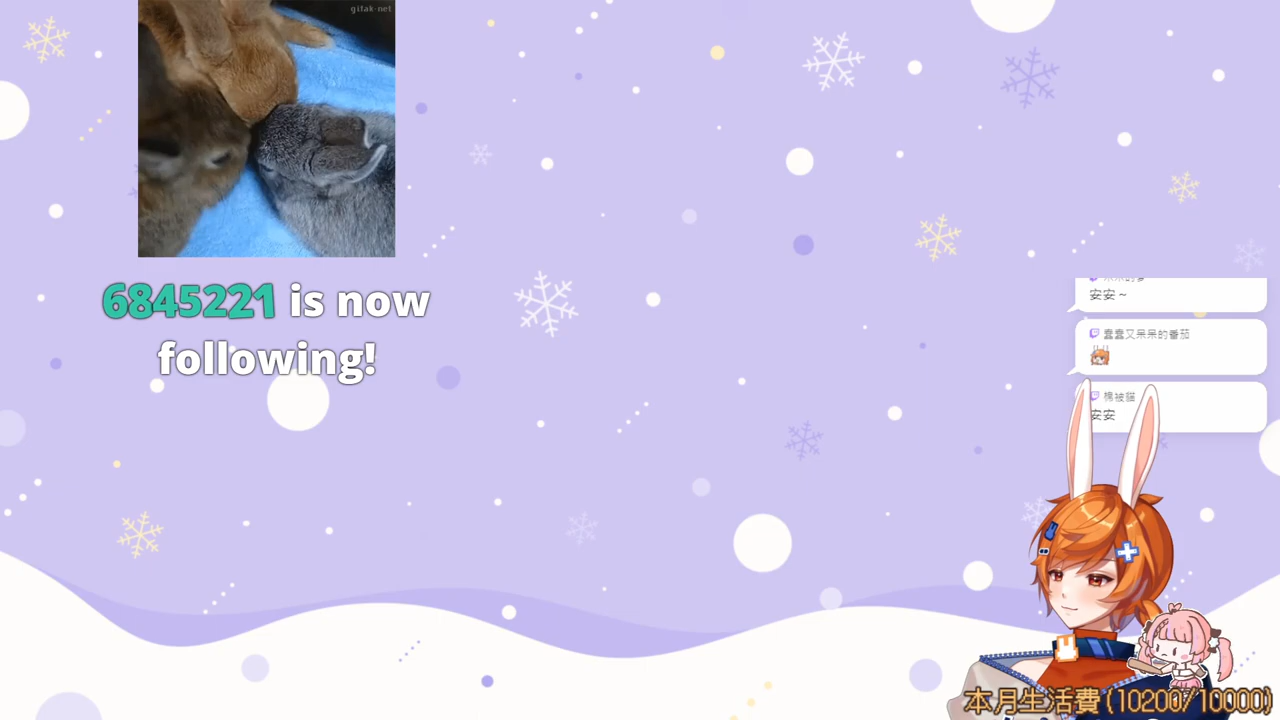 gifak-net
6845221 is now
following!
安安~
蠢蠢又呆呆的番茄
棉被貓
安安
本月生活費(10200/10000)